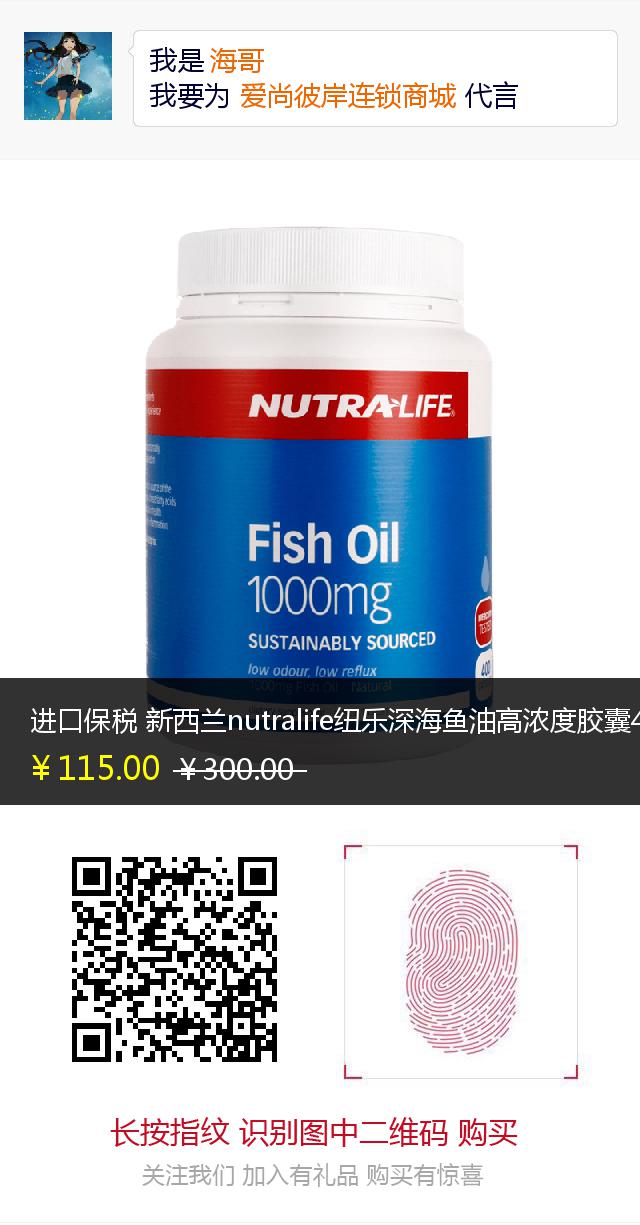 我是 海哥
我要为 爱尚彼岸连锁商城 代言
NUTRA-LIFE
Fish Oil
1000mg
SUSTAINABLY SOURCED
low odour, low reflux
1000mg Fish Oil Natural
进口保税 新西兰nutralife纽乐深海鱼油高浓度胶囊4
¥ 115.00 ¥ 300.00
长按指纹 识别图中二维码 购买
关注我们 加入有礼品 购买有惊喜